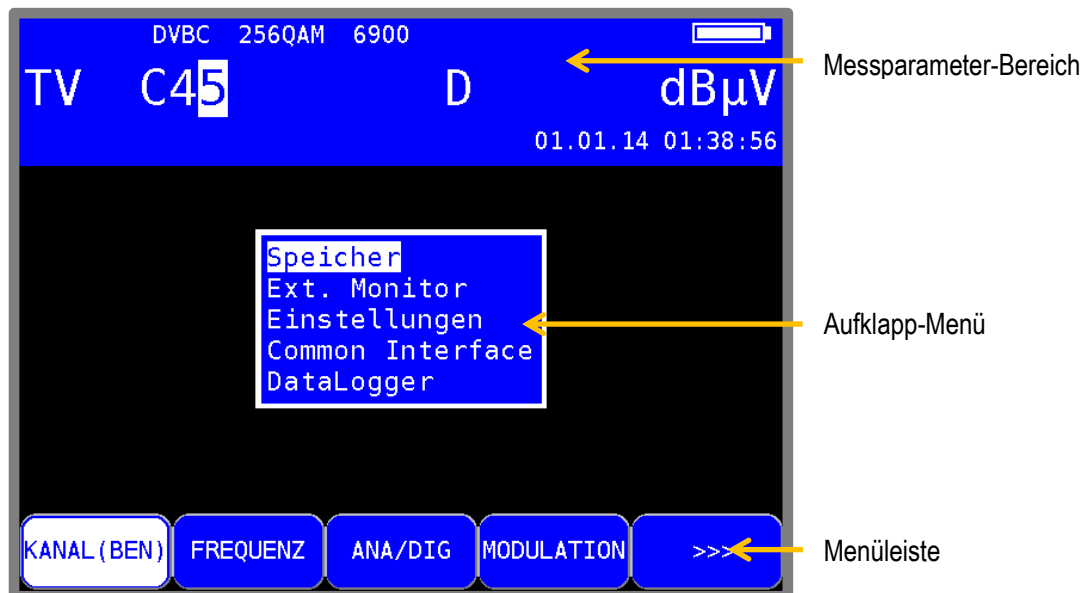 DVBC 256QAM 6900
TV C45 D dBµV
01.01.14 01:38:56
Messparameter-Bereich
Speicher
Ext. Monitor
Einstellungen
Common Interface
DataLogger
Aufklapp-Menü
KANAL(BEN) FREQUENZ ANA/DIG MODULATION >>>
Menüleiste